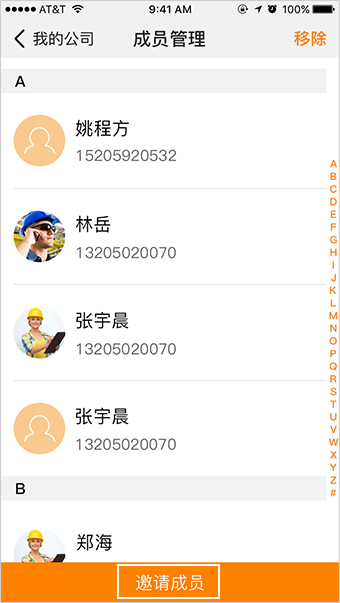 AT&T 9:41 AM 100%
我的公司 成员管理 移除
A
姚程方
15205920532
林岳
13205020070
张宇晨
13205020070
张宇晨
13205020070
B
郑海
邀请成员
A
B
C
D
E
F
G
H
I
J
K
L
M
N
O
P
Q
R
S
T
U
V
W
X
Y
Z
#